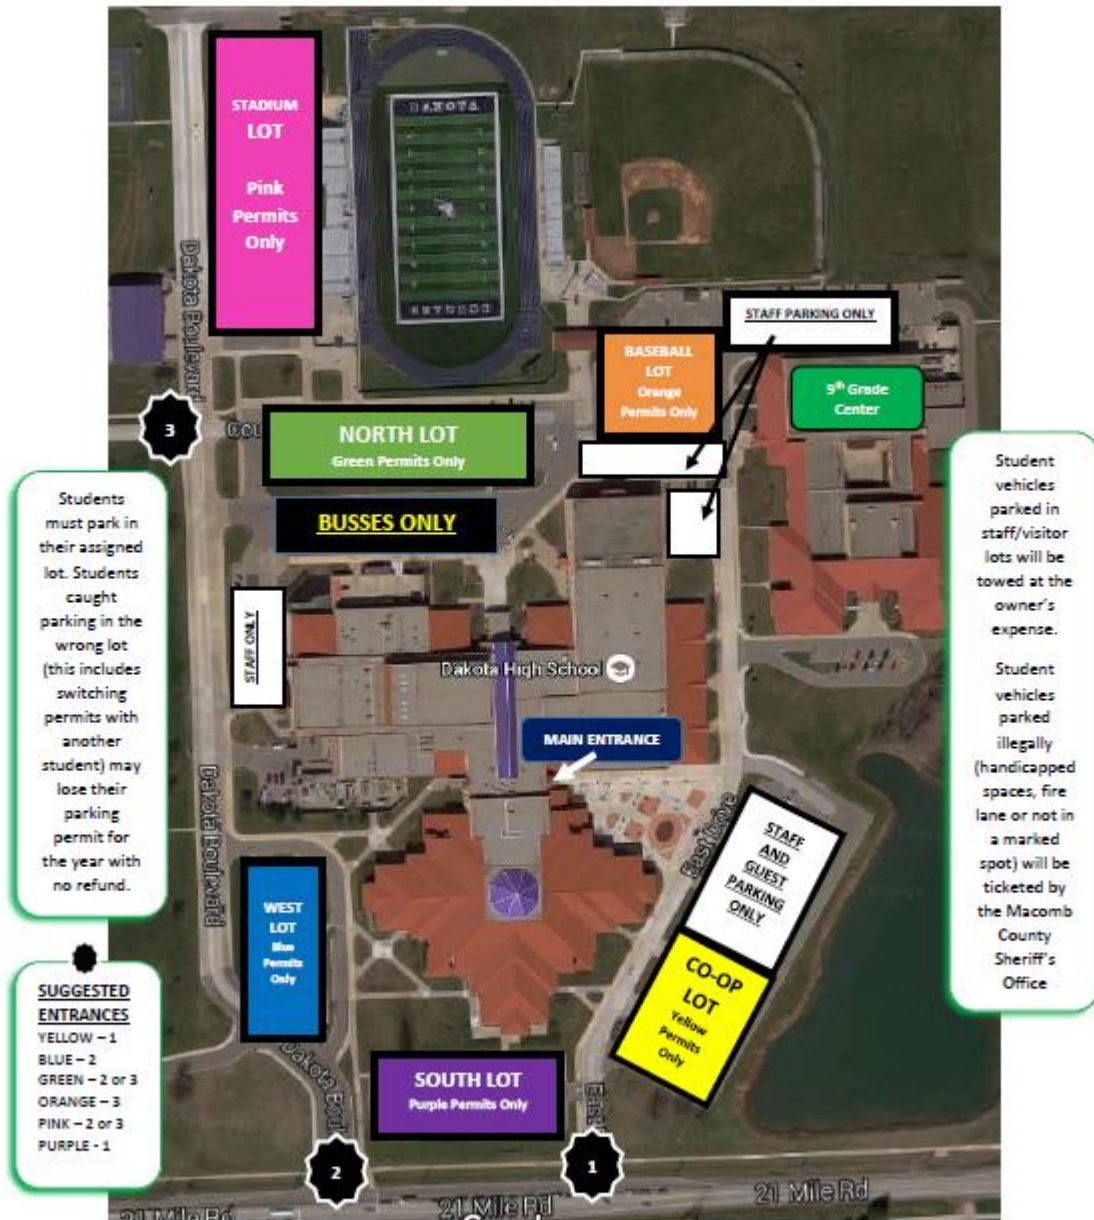 STADIUM
LOT
Pink
Permits
Only
DAKOTA
Dakota Boulevard
STAFF PARKING ONLY
BASEBALL
LOT
Orange
Permits Only
9th Grade
Center
3
NORTH LOT
Green Permits Only
BUSSES ONLY
Students
must park in
their assigned
lot. Students
caught
parking in the
wrong lot
(this includes
switching
permits with
another
student) may
lose their
parking
permit for
the year with
no refund.
Student
vehicles
parked in
staff/visitor
lots will be
towed at the
owner's
expense.
Student
vehicles
parked
illegally
(handicapped
spaces, fire
lane or not in
a marked
spot) will be
ticketed by
the Macomb
County
Sheriff's
Office
STAFF ONLY
Dakota High School
MAIN ENTRANCE
Dakota Boulevard
East Drive
STAFF
AND
GUEST
PARKING
ONLY
WEST
LOT
Blue
Permits
Only
CO-OP
LOT
Yellow
Permits
Only
SUGGESTED
ENTRANCES
YELLOW – 1
BLUE – 2
GREEN – 2 or 3
ORANGE – 3
PINK – 2 or 3
PURPLE - 1
Dakota Boul
SOUTH LOT
Purple Permits Only
East
2
1
21 Mile Rd
21 Mile Rd
21 Mile Rd